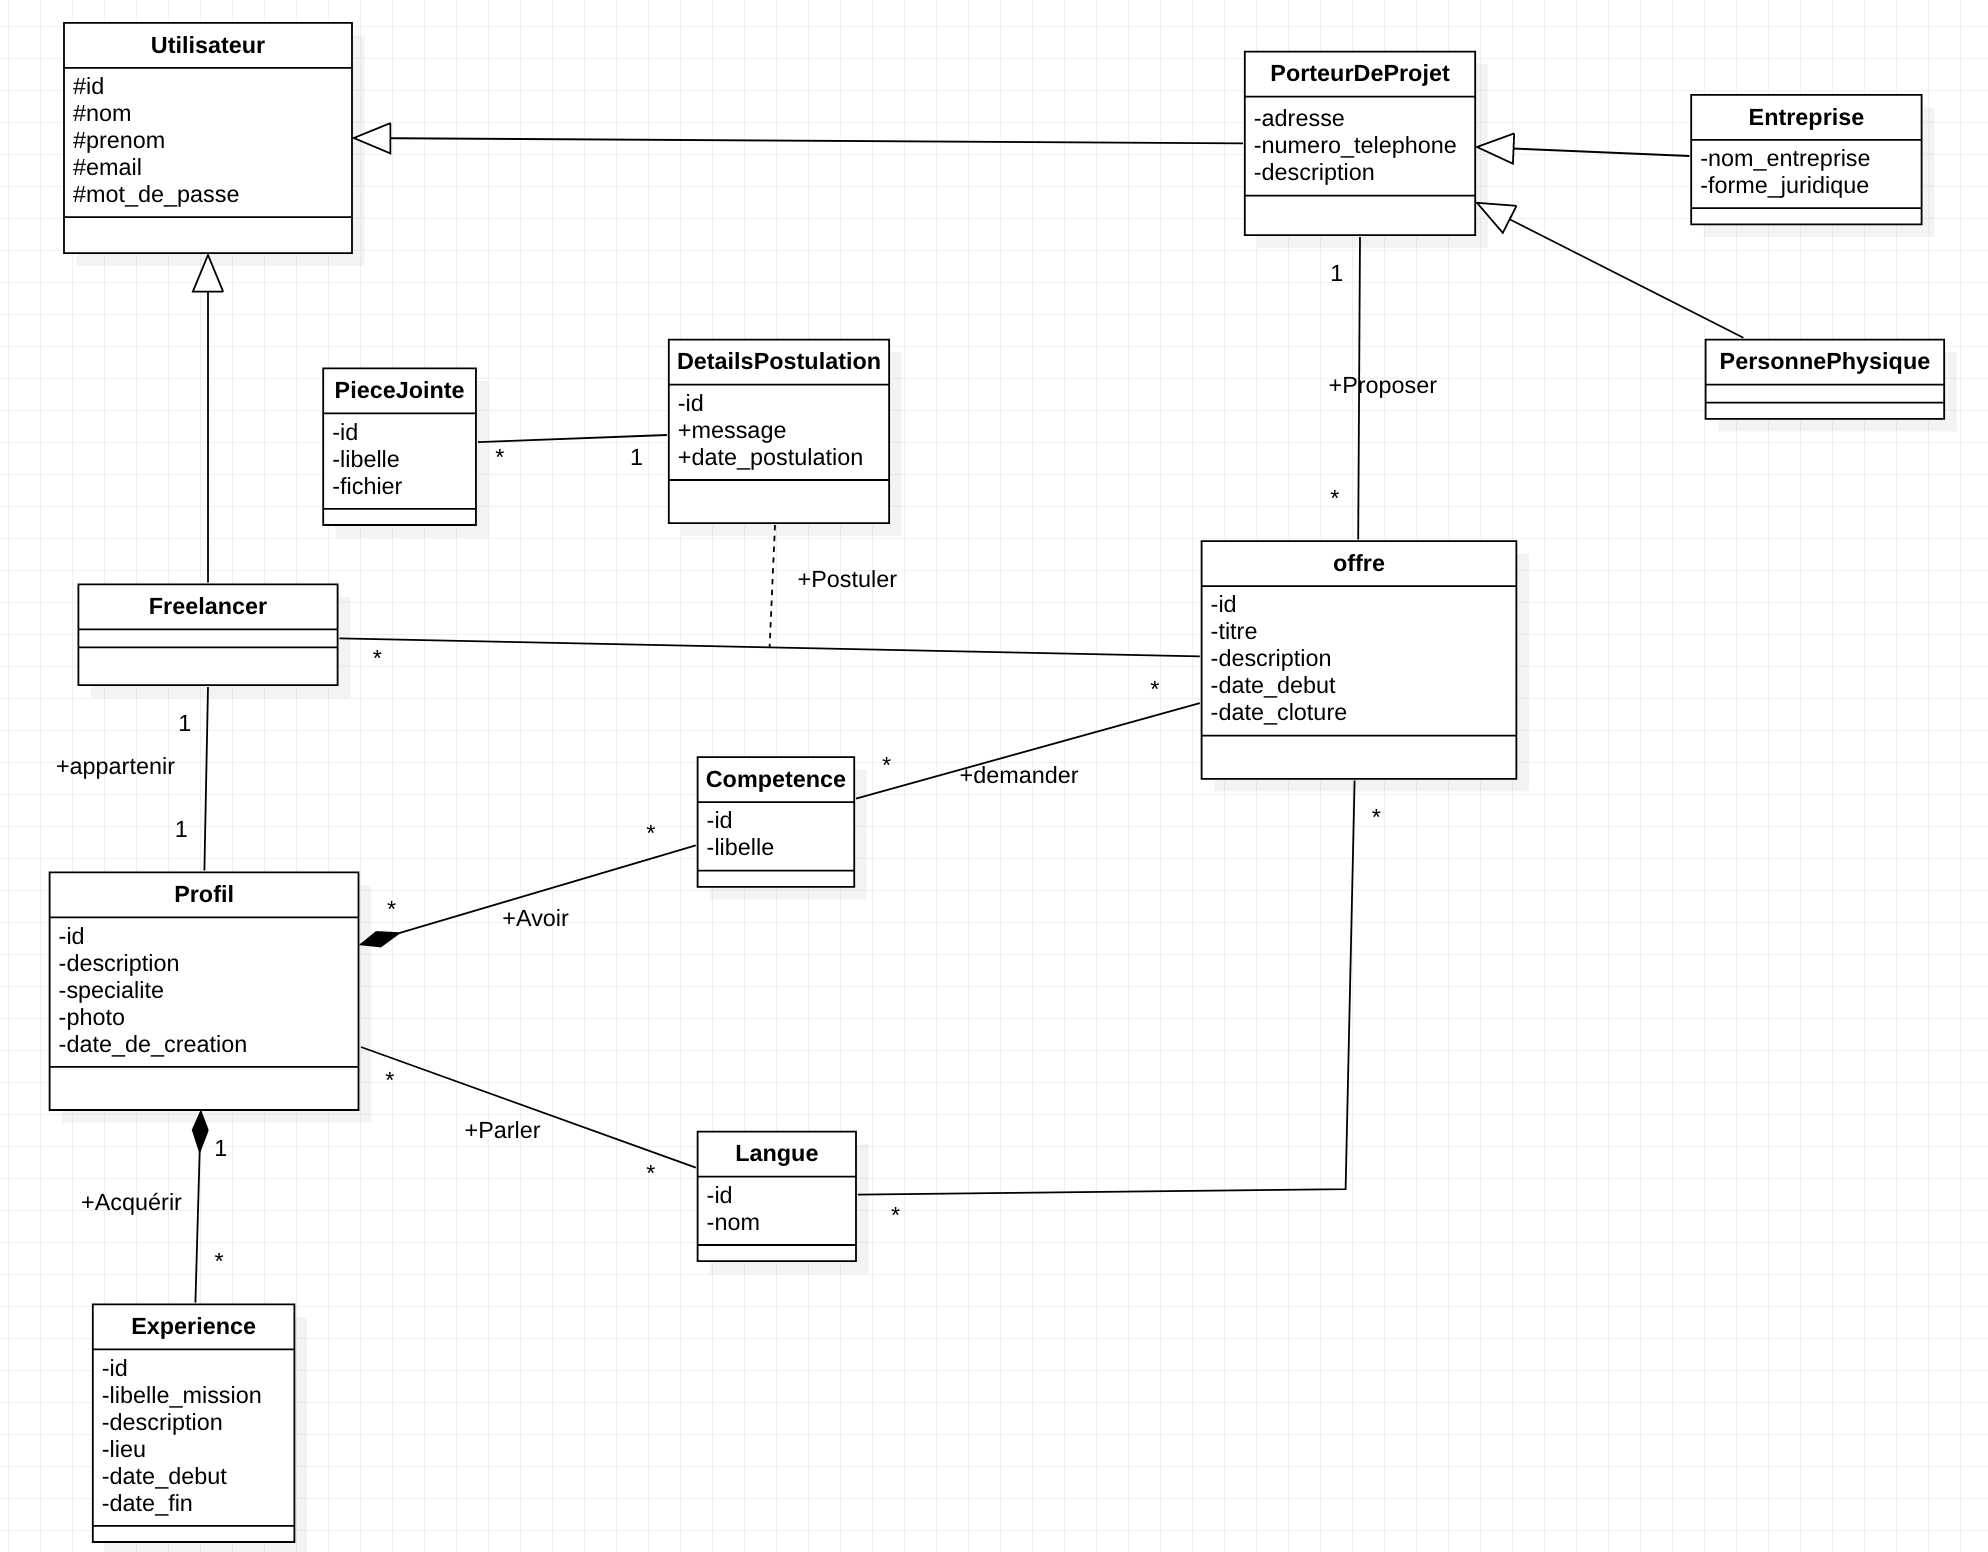 Utilisateur
#id
#nom
#prenom
#email
#mot_de_passe
PorteurDeProjet
-adresse
-numero_telephone
-description
Entreprise
-nom_entreprise
-forme_juridique
1
+Proposer
*
PersonnePhysique
PieceJointe
-id
-libelle
-fichier
*
1
DetailsPostulation
-id
+message
+date_postulation
+Postuler
Freelancer
*
*
offre
-id
-titre
-description
-date_debut
-date_cloture
1
+appartenir
1
Competence
-id
-libelle
*
+demander
*
*
+Avoir
*
Profil
-id
-description
-specialite
-photo
-date_de_creation
*
+Parler
*
Langue
-id
-nom
*
1
+Acquérir
*
Experience
-id
-libelle_mission
-description
-lieu
-date_debut
-date_fin